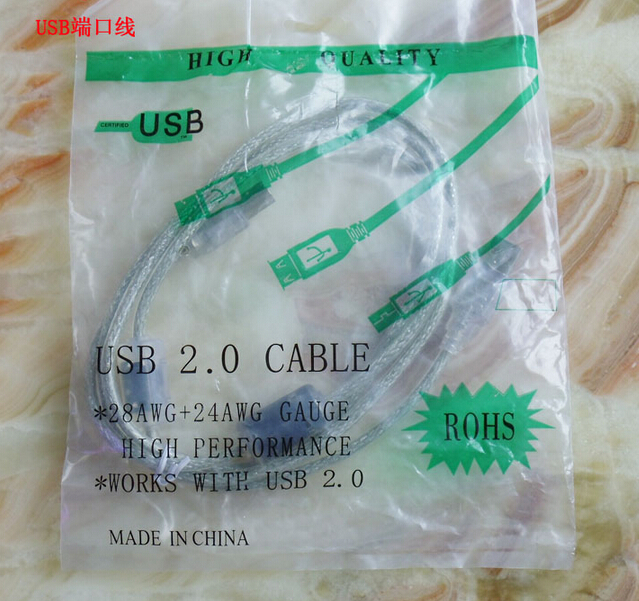 USB端口线
HIGH QUALITY
CERTIFIED USB
USB 2.0 CABLE
*28AWG+24AWG GAUGE
HIGH PERFORMANCE
*WORKS WITH USB 2.0
ROHS
MADE IN CHINA